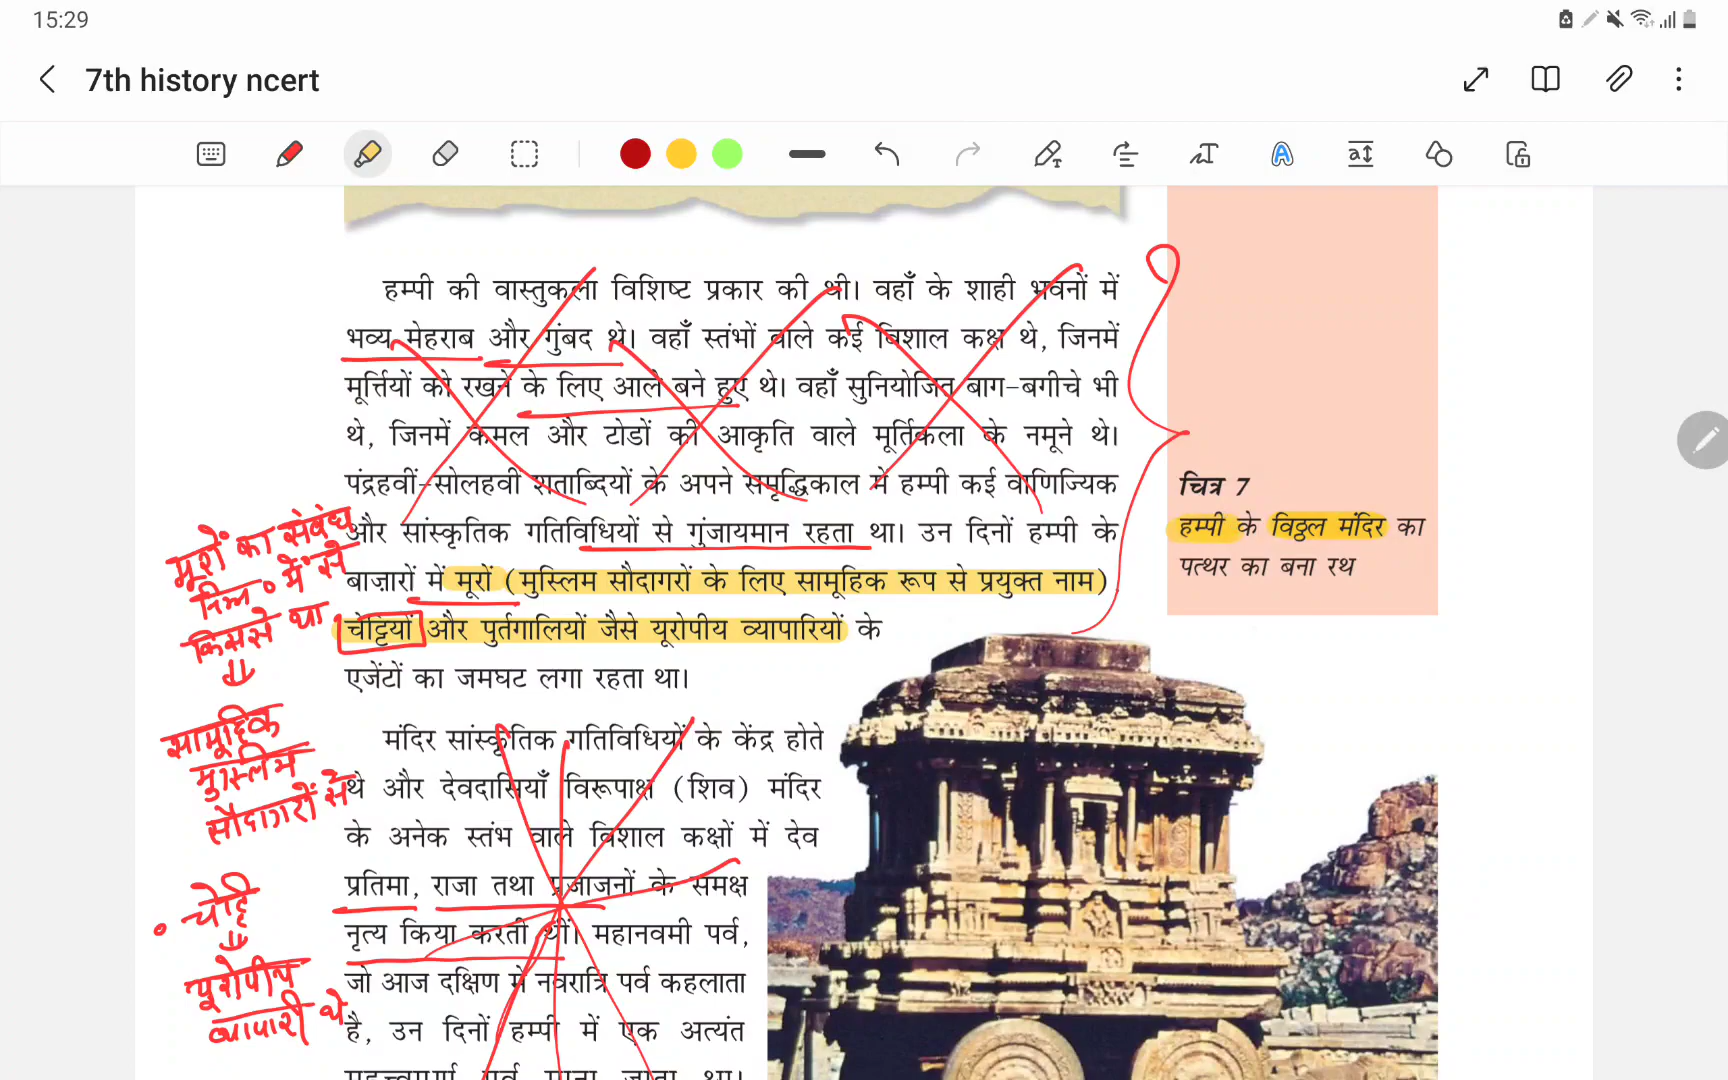 15:29
7th history ncert
हम्पी की वास्तुकला विशिष्ट प्रकार की थी। वहाँ के शाही भवनों में
भव्य मेहराब और गुंबद थे। वहाँ स्तंभों वाले कई विशाल कक्ष थे, जिनमें
मूर्त्तियों को रखने के लिए आले बने हुए थे। वहाँ सुनियोजित बाग-बगीचे भी
थे, जिनमें कमल और टोडों की आकृति वाले मूर्तिकला के नमूने थे।
पंद्रहवीं-सोलहवीं शताब्दियों के अपने समृद्धिकाल में हम्पी कई वाणिज्यिक
और सांस्कृतिक गतिविधियों से गुंजायमान रहता था। उन दिनों हम्पी के
बाज़ारों में मूरों (मुस्लिम सौदागरों के लिए सामूहिक रूप से प्रयुक्त नाम)
चेट्टियों और पुर्तगालियों जैसे यूरोपीय व्यापारियों के
एजेंटों का जमघट लगा रहता था।
मंदिर सांस्कृतिक गतिविधियों के केंद्र होते
थे और देवदासियाँ विरूपाक्ष (शिव) मंदिर
के अनेक स्तंभ वाले विशाल कक्षों में देव
प्रतिमा, राजा तथा प्रजाजनों के समक्ष
नृत्य किया करती थीं। महानवमी पर्व,
जो आज दक्षिण में नवरात्रि पर्व कहलाता
है, उन दिनों हम्पी में एक अत्यंत
महत्त्वपूर्ण पर्व माना जाता था।
चित्र 7
हम्पी के विठ्ठल मंदिर का
पत्थर का बना रथ
मूरों का संबंध
निम्न में से
किससे था
सामूहिक
मुस्लिम
सौदागरों से
यूरोपीय
व्यापारी थे